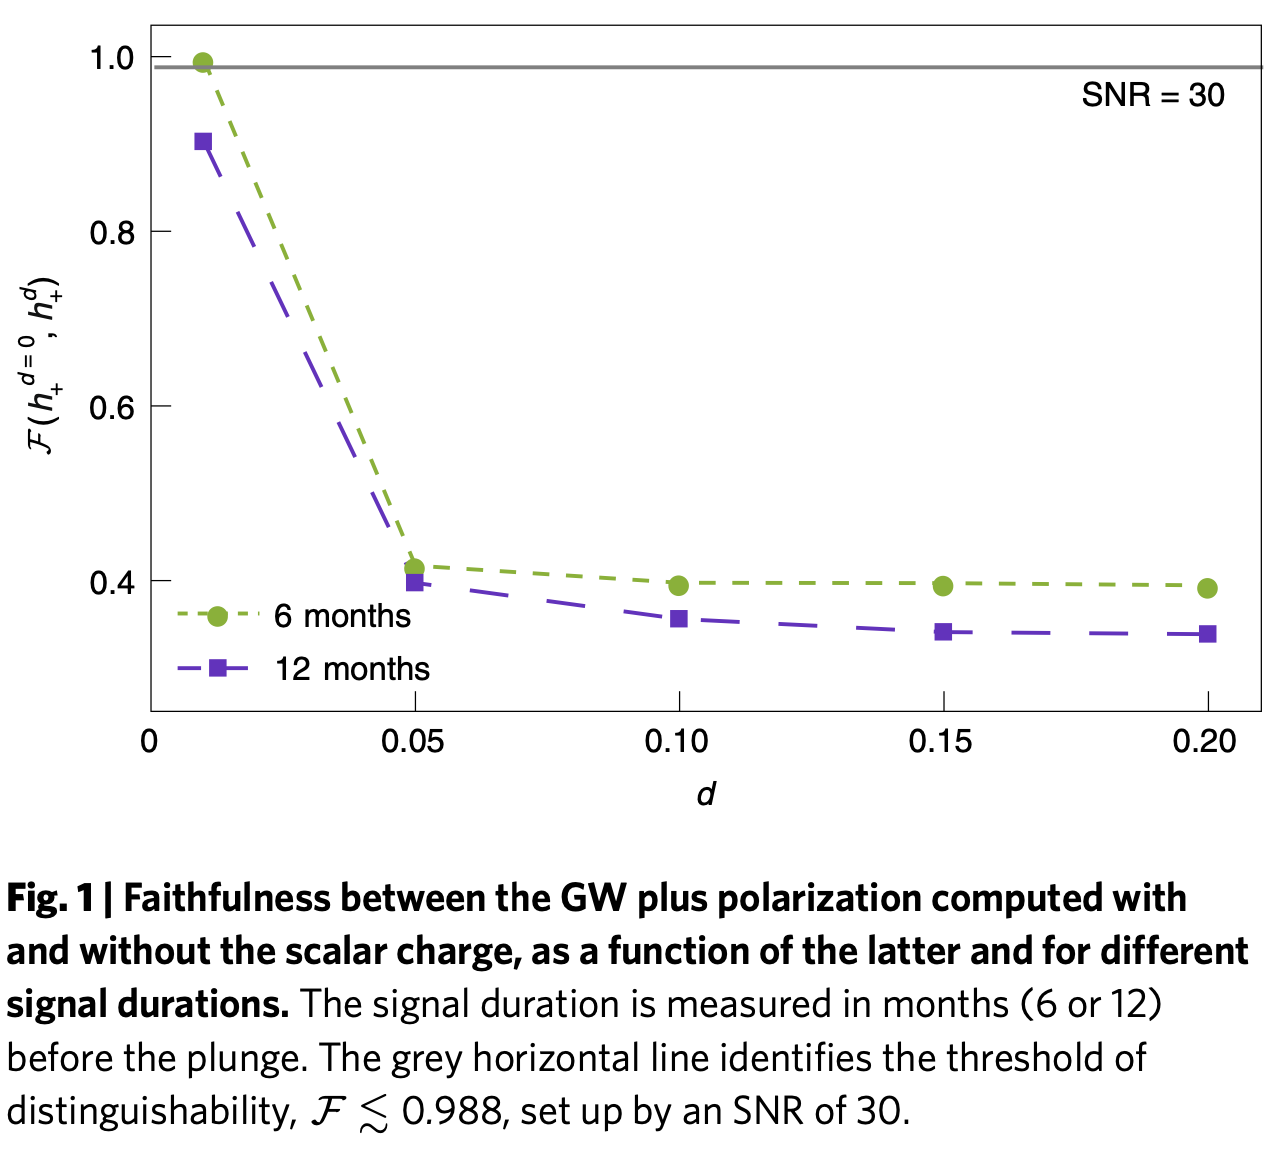 1.0
SNR = 30
0.8
0.6
0.4
ℱ(h₊^{d = 0}, h₊^{d})
6 months
12 months
0 0.05 0.10 0.15 0.20
d
Fig. 1 | Faithfulness between the GW plus polarization computed with
and without the scalar charge, as a function of the latter and for different
signal durations. The signal duration is measured in months (6 or 12)
before the plunge. The grey horizontal line identifies the threshold of
distinguishability, ℱ ≲ 0.988, set up by an SNR of 30.